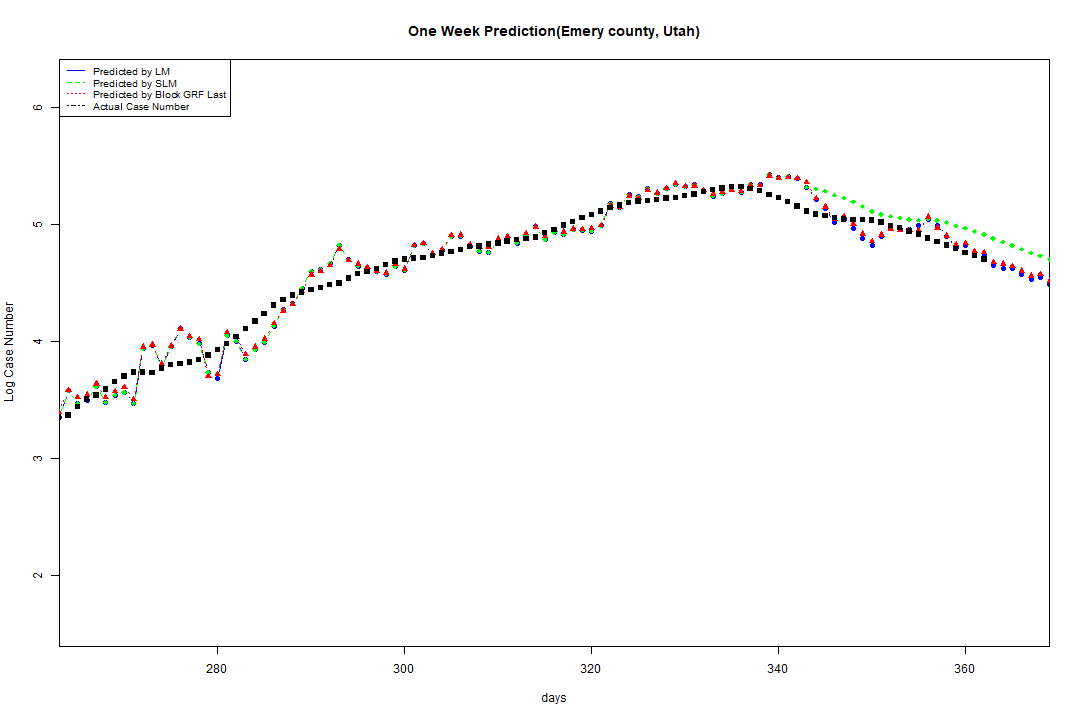 One Week Prediction(Emery county, Utah)
Predicted by LM
Predicted by SLM
Predicted by Block GRF Last
Actual Case Number
6
5
4
3
2
Log Case Number
280 300 320 340 360
days